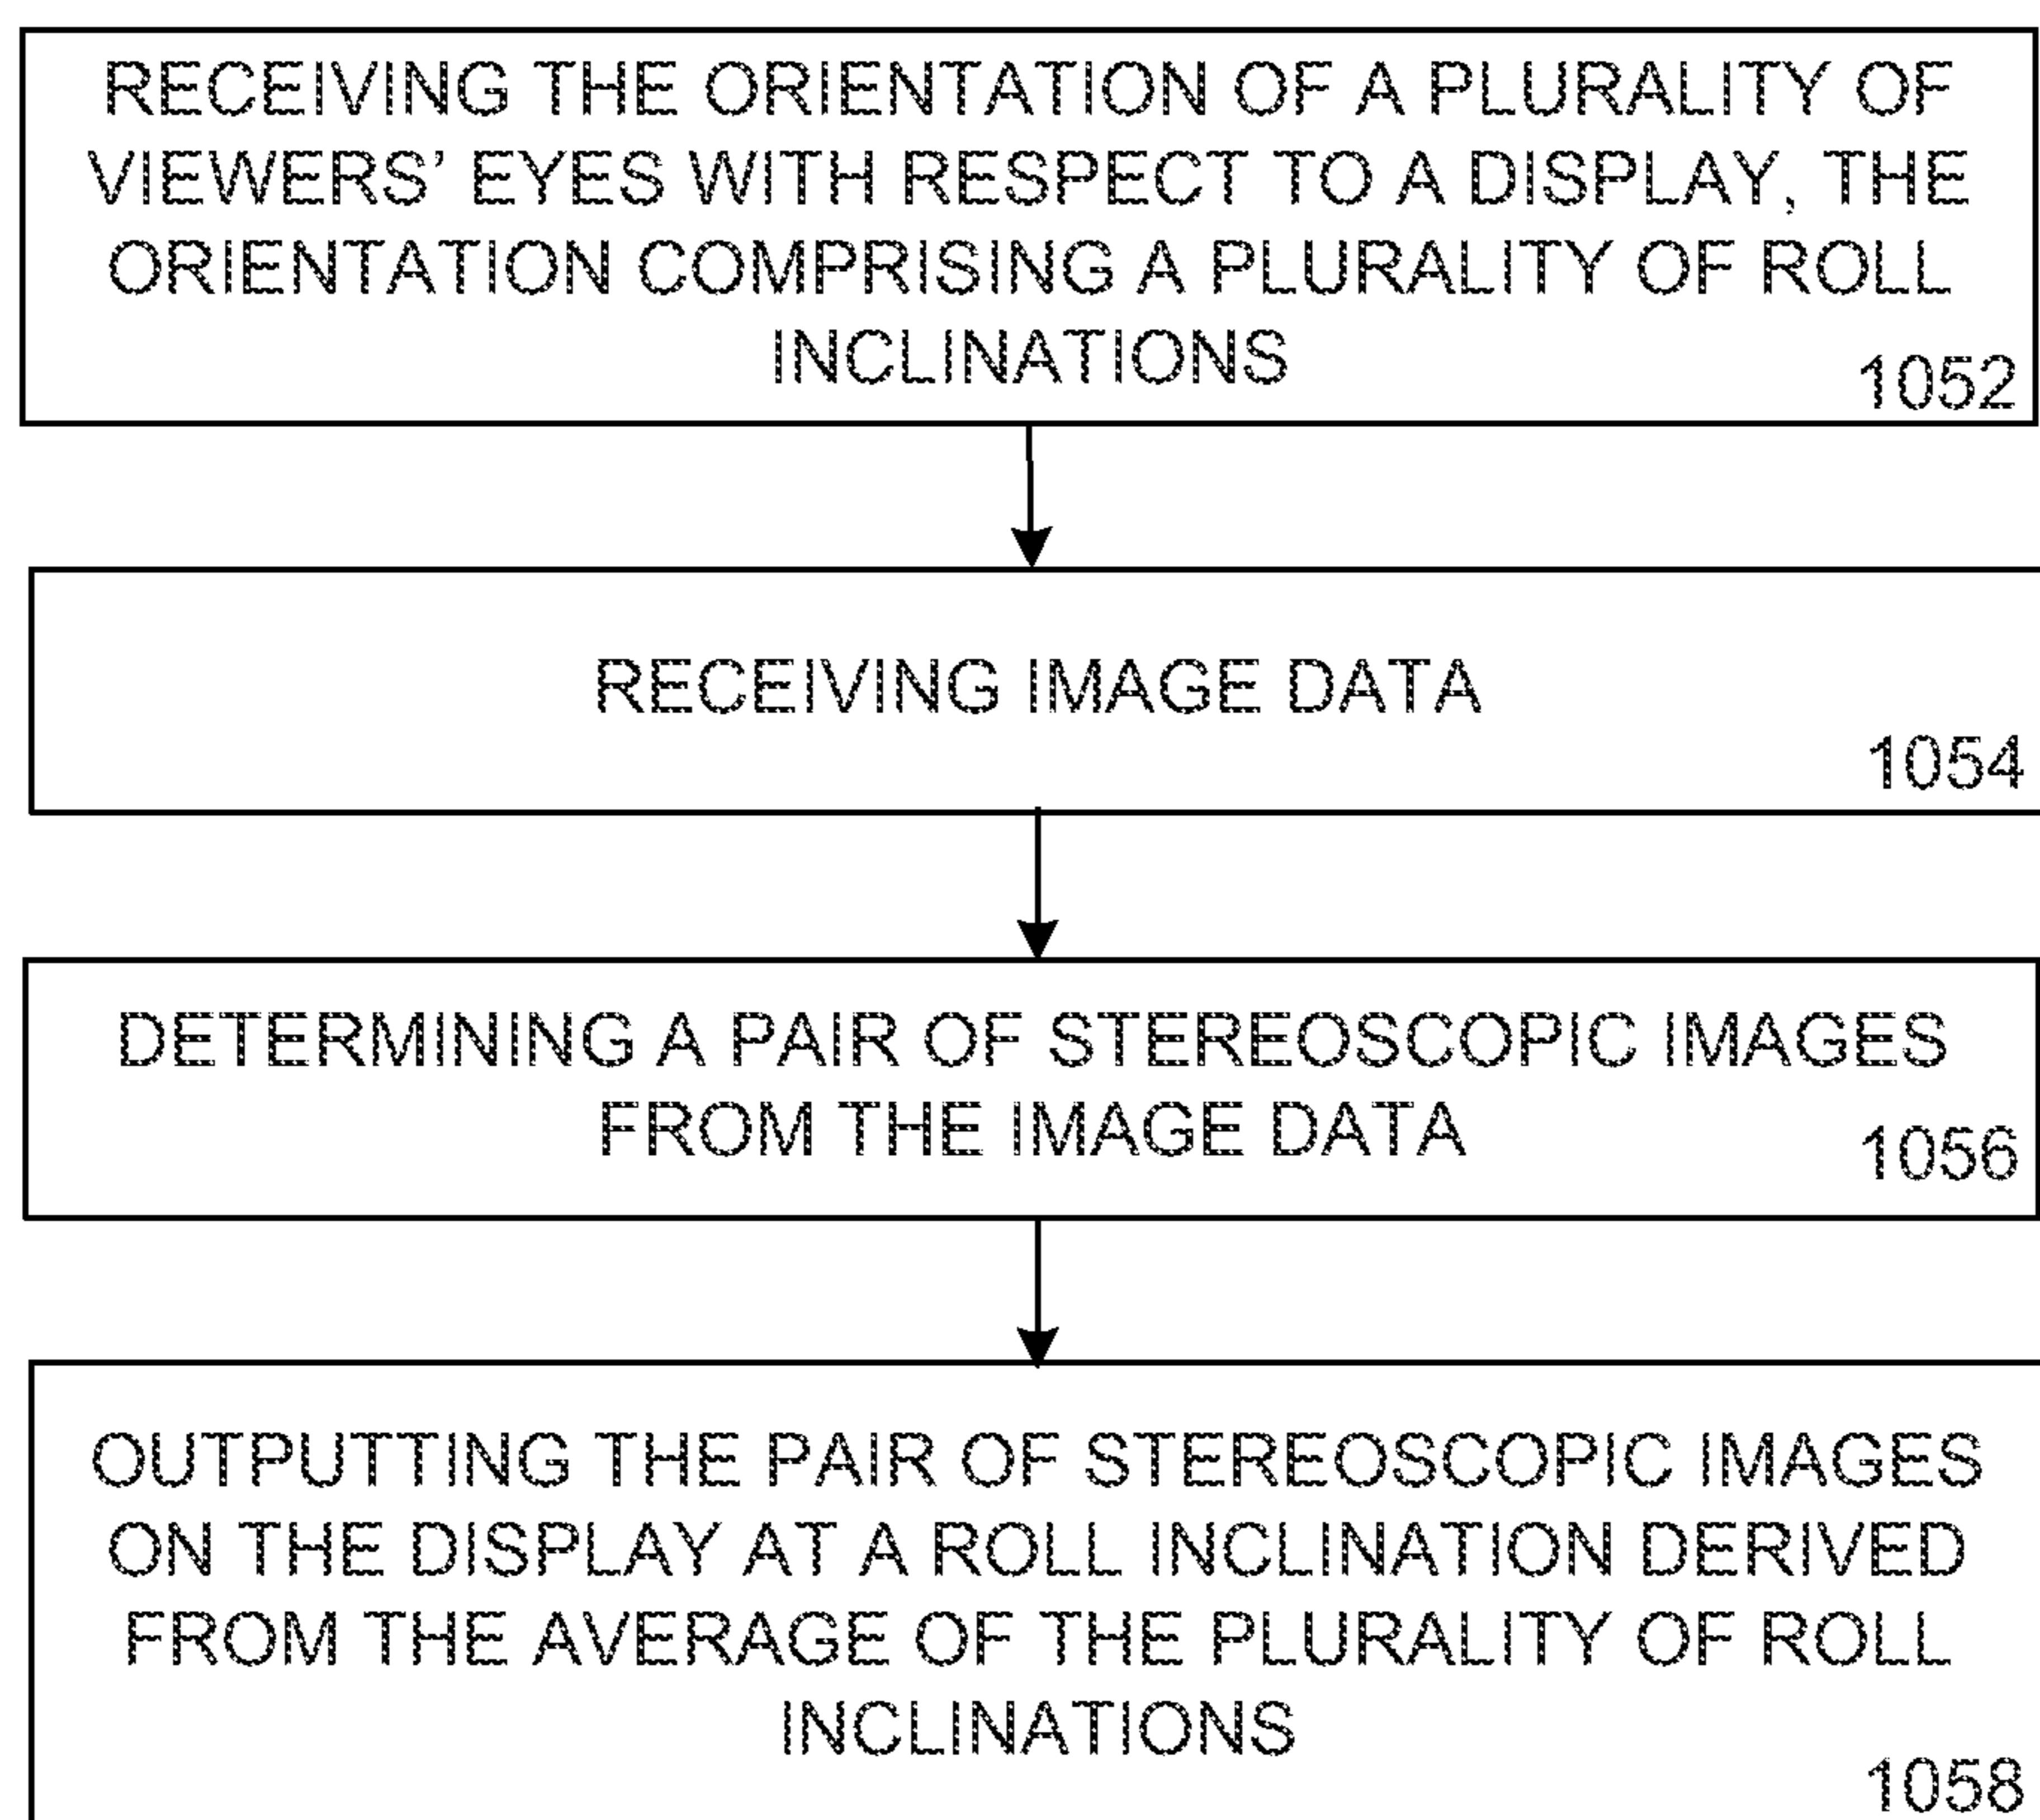 RECEIVING THE ORIENTATION OF A PLURALITY OF
VIEWERS' EYES WITH RESPECT TO A DISPLAY, THE
ORIENTATION COMPRISING A PLURALITY OF ROLL
INCLINATIONS
1052
RECEIVING IMAGE DATA
1054
DETERMINING A PAIR OF STEREOSCOPIC IMAGES
FROM THE IMAGE DATA
1056
OUTPUTTING THE PAIR OF STEREOSCOPIC IMAGES
ON THE DISPLAY AT A ROLL INCLINATION DERIVED
FROM THE AVERAGE OF THE PLURALITY OF ROLL
INCLINATIONS
1058